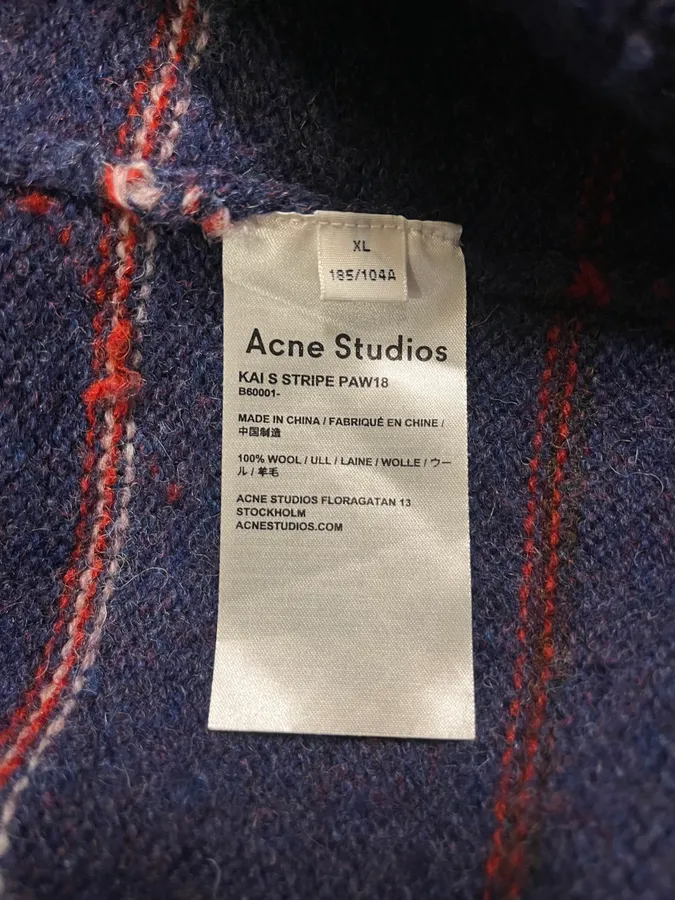 XL
185/104A
Acne Studios
KAI S STRIPE PAW18
B60001-
MADE IN CHINA / FABRIQUÉ EN CHINE /
中国制造
100% WOOL / ULL / LAINE / WOLLE / ウー
ル / 羊毛
ACNE STUDIOS FLORAGATAN 13
STOCKHOLM
ACNESTUDIOS.COM